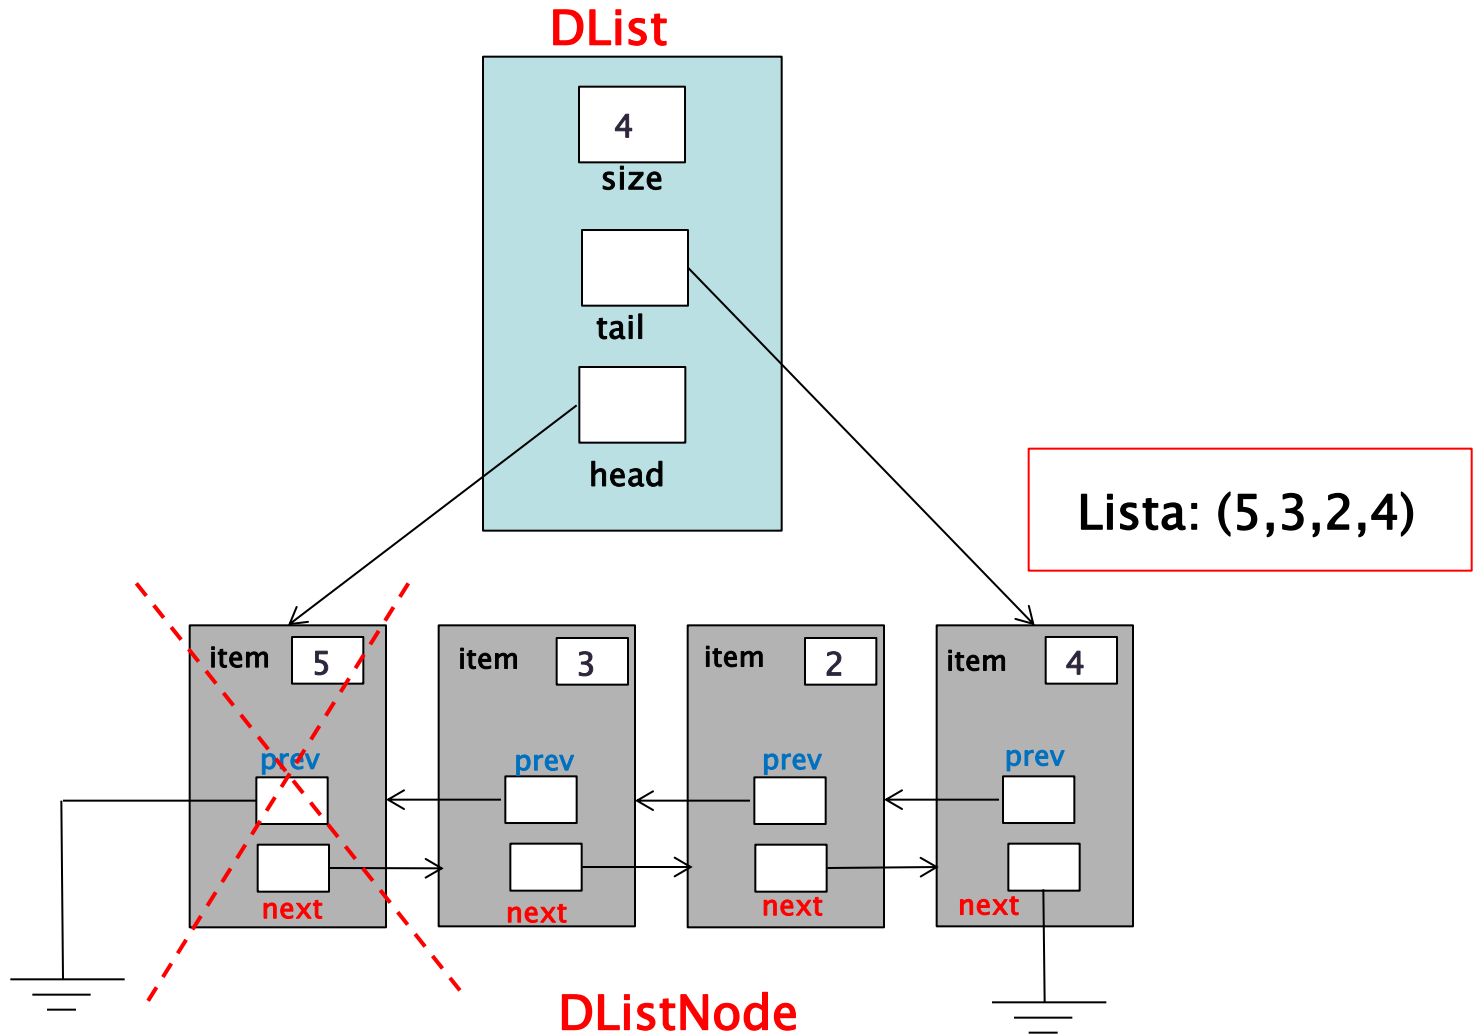 DList
4
size
tail
head
Lista: (5,3,2,4)
item 5
prev
next
item 3
prev
next
item 2
prev
next
item 4
prev
next
DListNode